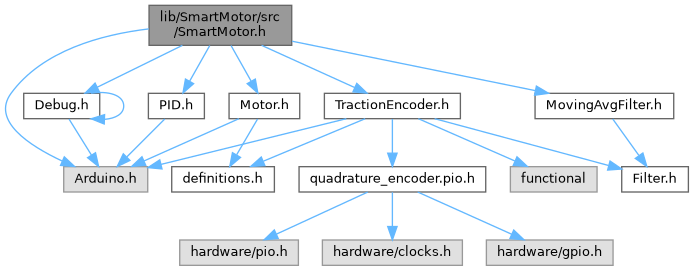 lib/SmartMotor/src
/SmartMotor.h
Debug.h
PID.h
Motor.h
TractionEncoder.h
MovingAvgFilter.h
Arduino.h
definitions.h
quadrature_encoder.pio.h
functional
Filter.h
hardware/pio.h
hardware/clocks.h
hardware/gpio.h